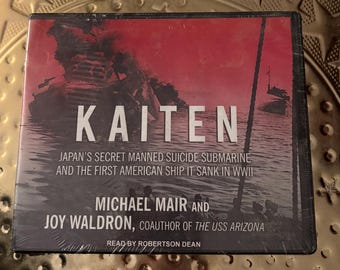 KAITEN
JAPAN'S SECRET MANNED SUICIDE SUBMARINE
AND THE FIRST AMERICAN SHIP IT SANK IN WWII
MICHAEL MAIR AND
JOY WALDRON, COAUTHOR OF THE USS ARIZONA
READ BY ROBERTSON DEAN